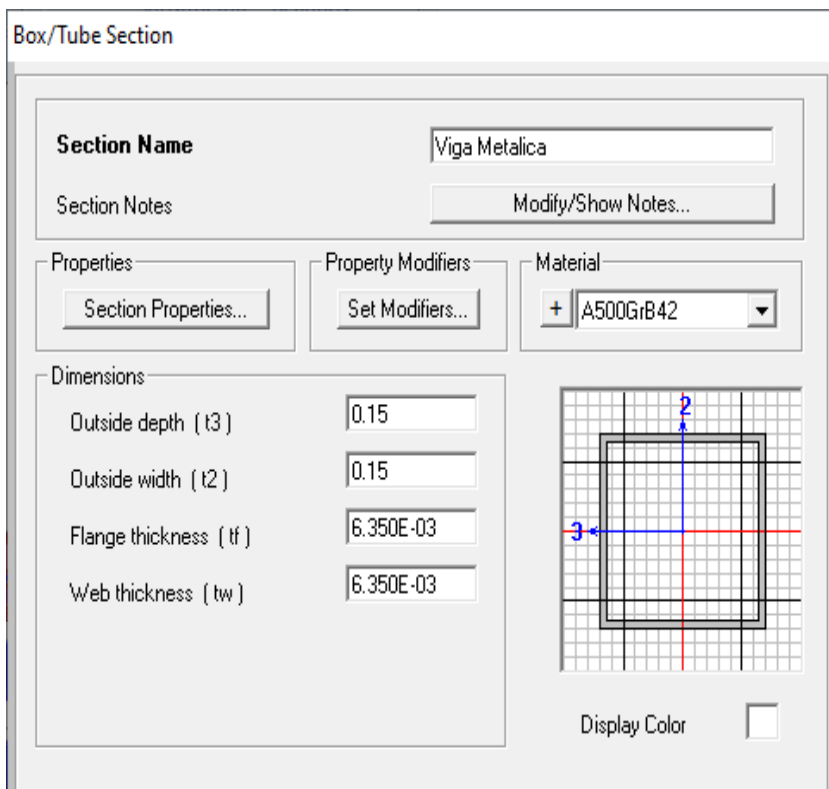 Box/Tube Section
Section Name
Viga Metalica
Section Notes
Modify/Show Notes...
Properties
Property Modifiers
Material
Section Properties...
Set Modifiers...
+
A500GrB42
Dimensions
Outside depth ( t3 )
0.15
Outside width ( t2 )
0.15
Flange thickness ( tf )
6.350E-03
Web thickness ( tw )
6.350E-03
2
3
Display Color